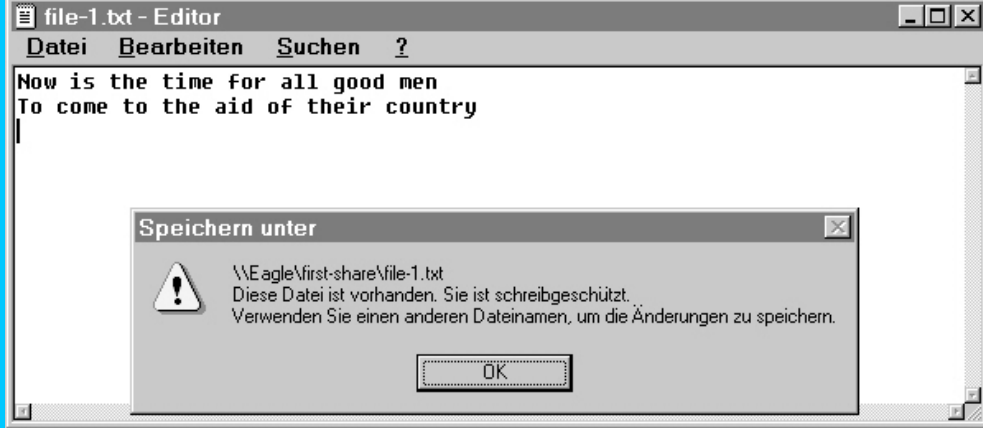 file-1.txt - Editor
Datei Bearbeiten Suchen ?
Now is the time for all good men
To come to the aid of their country
Speichern unter
\\Eagle\first-share\file-1.txt
Diese Datei ist vorhanden. Sie ist schreibgeschützt.
Verwenden Sie einen anderen Dateinamen, um die Änderungen zu speichern.
OK